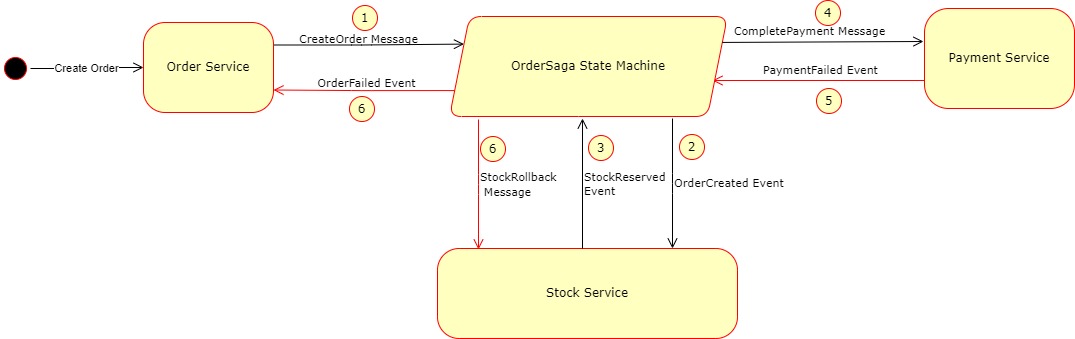 1
4
CreateOrder Message
CompletePayment Message
Create Order
Order Service
OrderSaga State Machine
Payment Service
OrderFailed Event
PaymentFailed Event
6
5
6
3
2
StockRollback
Message
StockReserved
Event
OrderCreated Event
Stock Service